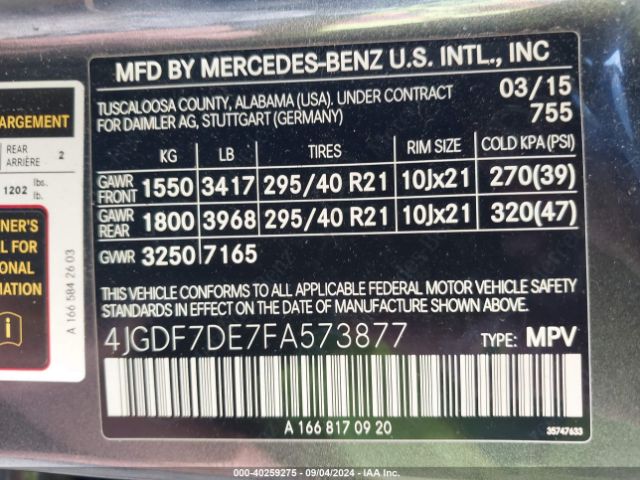 MFD BY MERCEDES-BENZ U.S. INTL., INC
TUSCALOOSA COUNTY, ALABAMA (USA). UNDER CONTRACT 03/15
FOR DAIMLER AG, STUTTGART (GERMANY) 755
KG LB TIRES RIM SIZE COLD KPA (PSI)
GAWR FRONT 1550 3417 295/40 R21 10Jx21 270(39)
GAWR REAR 1800 3968 295/40 R21 10Jx21 320(47)
GVWR 3250 7165
THIS VEHICLE CONFORMS TO ALL APPLICABLE FEDERAL MOTOR VEHICLE SAFETY
STANDARDS IN EFFECT ON THE DATE OF MANUFACTURE SHOWN ABOVE.
4JGDF7DE7FA573877 TYPE: MPV
A 166 817 09 20
35747633
ARGEMENT
REAR
ARRIÈRE 2
1202 lbs.
lb.
NER'S
L FOR
ONAL
MATION
A 166 584 26 03
000-40259275 - 09/04/2024 - IAA Inc.